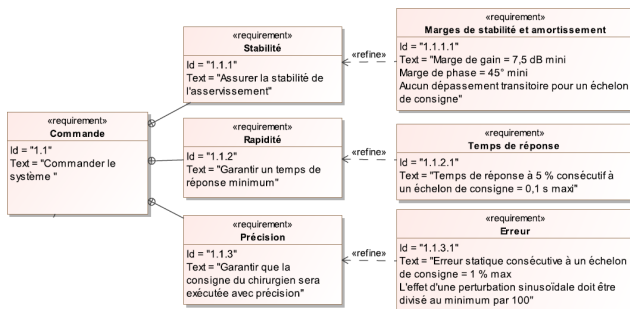 «requirement»
Commande
Id = "1.1"
Text = "Commander le
système "
«requirement»
Stabilité
Id = "1.1.1"
Text = "Assurer la stabilité de
l'asservissement"
«refine»
«requirement»
Marges de stabilité et amortissement
Id = "1.1.1.1"
Text = "Marge de gain = 7,5 dB mini
Marge de phase = 45° mini
Aucun dépassement transitoire pour un échelon
de consigne"
«requirement»
Rapidité
Id = "1.1.2"
Text = "Garantir un temps de
réponse minimum"
«refine»
«requirement»
Temps de réponse
Id = "1.1.2.1"
Text = "Temps de réponse à 5 % consécutif à
un échelon de consigne = 0,1 s maxi"
«requirement»
Précision
Id = "1.1.3"
Text = "Garantir que la
consigne du chirurgien sera
exécutée avec précision"
«refine»
«requirement»
Erreur
Id = "1.1.3.1"
Text = "Erreur statique consécutive à un échelon
de consigne = 1 % max
L'effet d'une perturbation sinusoïdale doit être
divisé au minimum par 100"